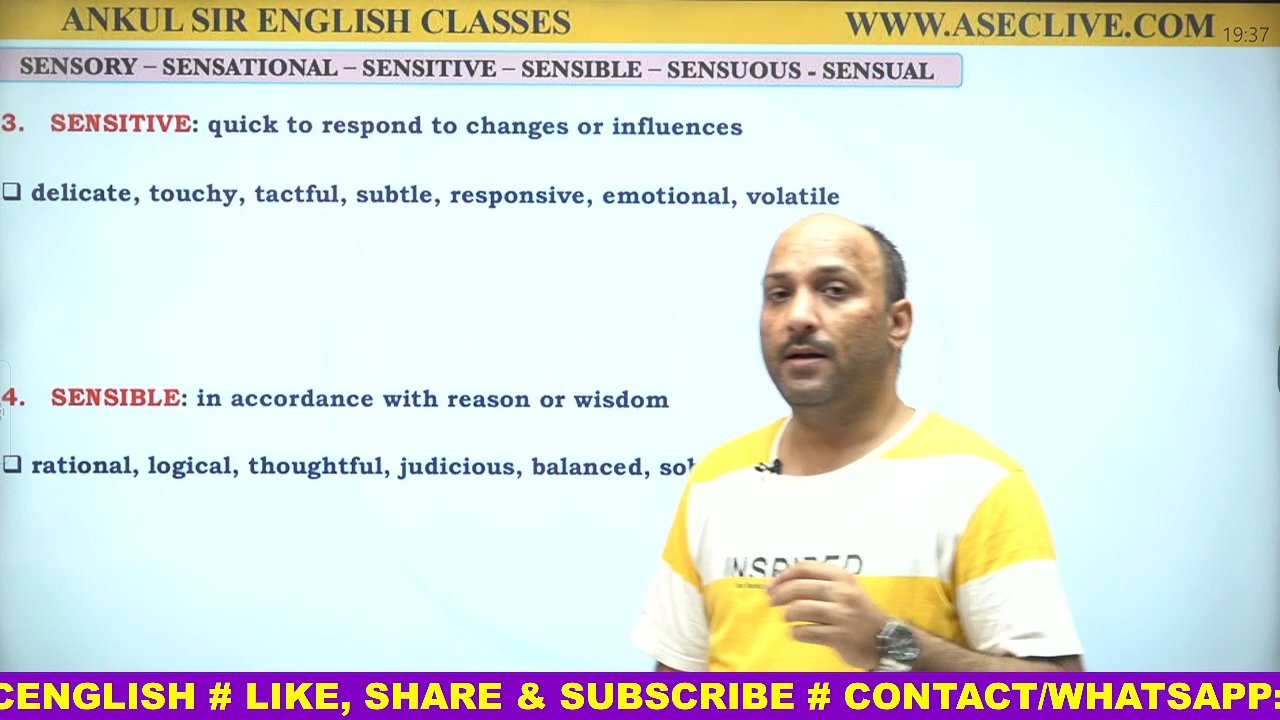 ANKUL SIR ENGLISH CLASSES WWW.ASECLIVE.COM 19:37
SENSORY – SENSATIONAL – SENSITIVE – SENSIBLE – SENSUOUS - SENSUAL
3. SENSITIVE: quick to respond to changes or influences
❑ delicate, touchy, tactful, subtle, responsive, emotional, volatile
4. SENSIBLE: in accordance with reason or wisdom
❑ rational, logical, thoughtful, judicious, balanced,
INSPIRED
CENGLISH # LIKE, SHARE & SUBSCRIBE # CONTACT/WHATSAPP: